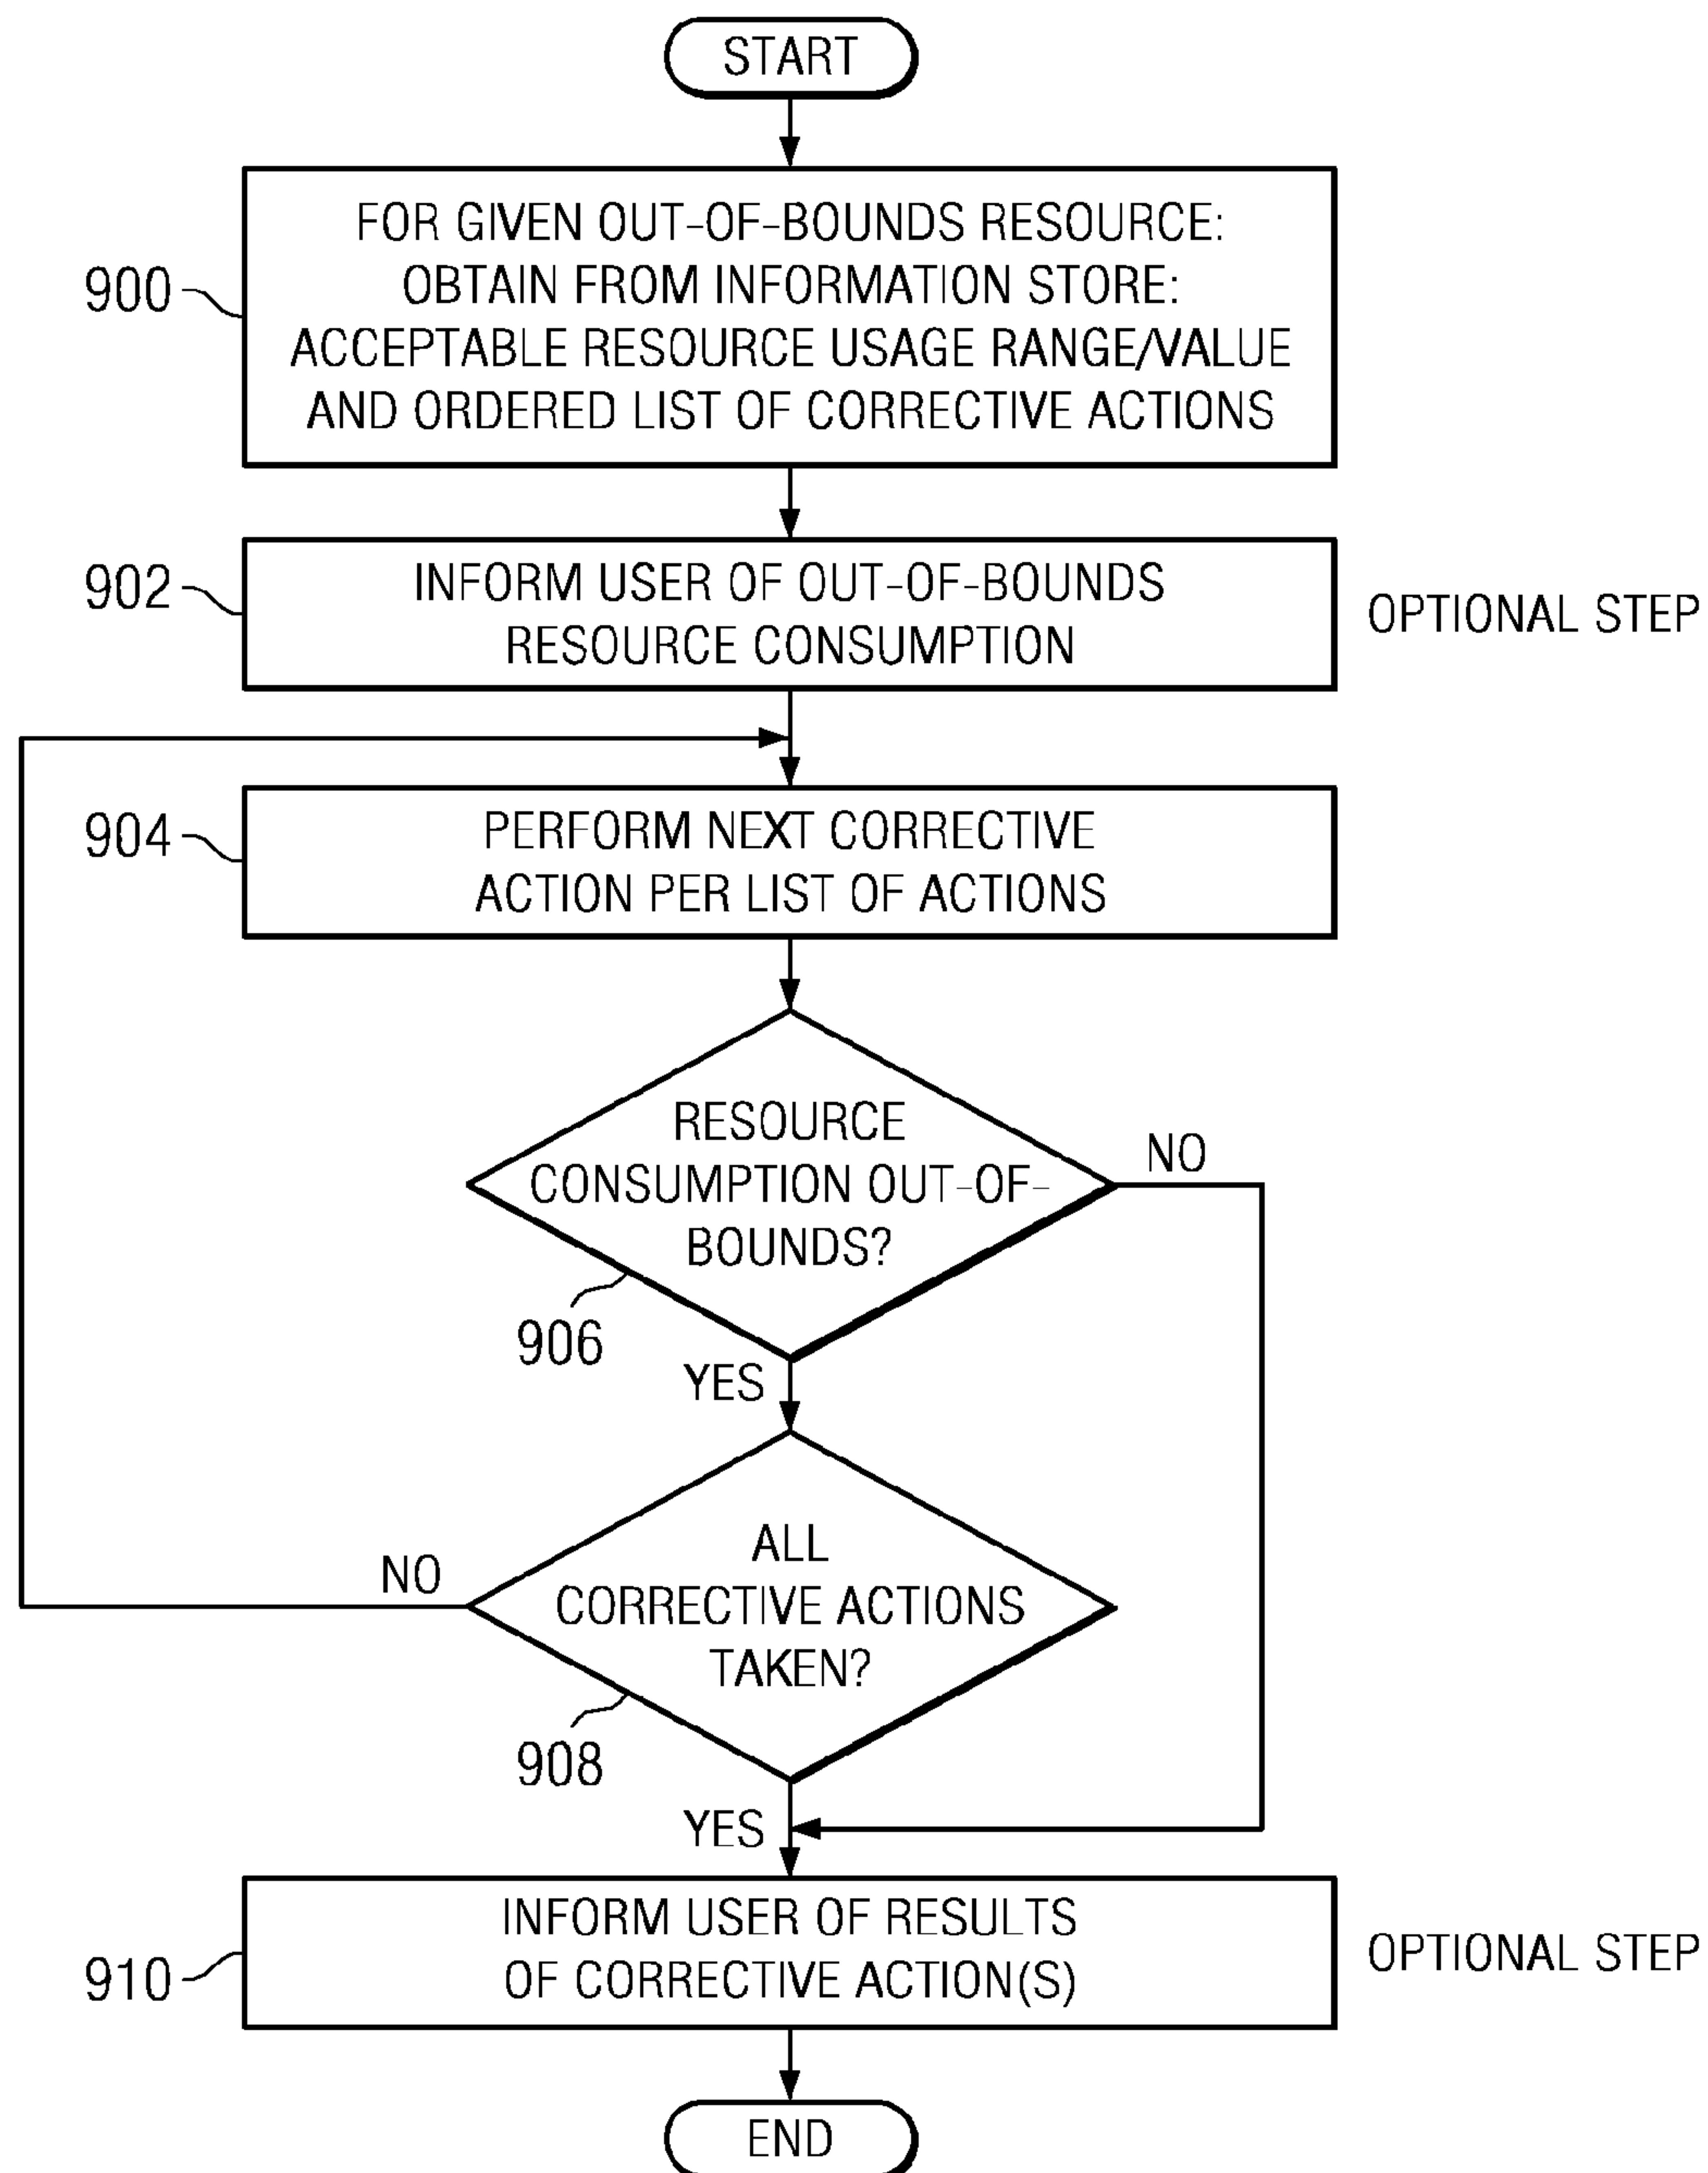 START
FOR GIVEN OUT-OF-BOUNDS RESOURCE:
OBTAIN FROM INFORMATION STORE:
ACCEPTABLE RESOURCE USAGE RANGE/VALUE
AND ORDERED LIST OF CORRECTIVE ACTIONS
900
INFORM USER OF OUT-OF-BOUNDS
RESOURCE CONSUMPTION
902
OPTIONAL STEP
PERFORM NEXT CORRECTIVE
ACTION PER LIST OF ACTIONS
904
RESOURCE
CONSUMPTION OUT-OF-
BOUNDS?
NO
906
YES
ALL
CORRECTIVE ACTIONS
TAKEN?
NO
908
YES
INFORM USER OF RESULTS
OF CORRECTIVE ACTION(S)
910
OPTIONAL STEP
END